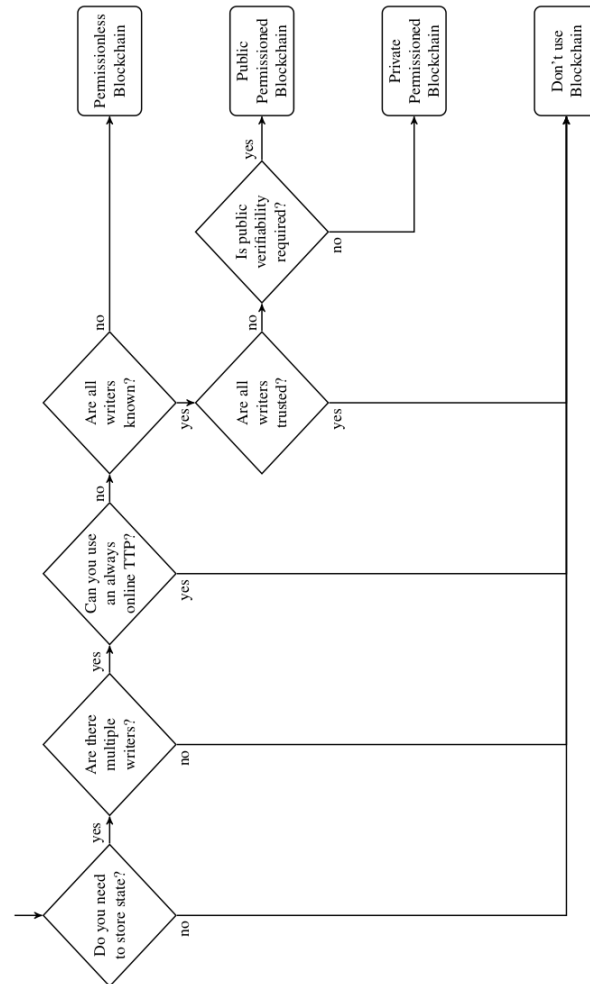 Do you need
to store state?
yes
no
Are there
multiple
writers?
yes
no
Can you use
an always
online TTP?
no
yes
Are all
writers
known?
no
yes
Are all
writers
trusted?
no
yes
Is public
verifiability
required?
yes
no
Permissionless
Blockchain
Public
Permissioned
Blockchain
Private
Permissioned
Blockchain
Don't use
Blockchain